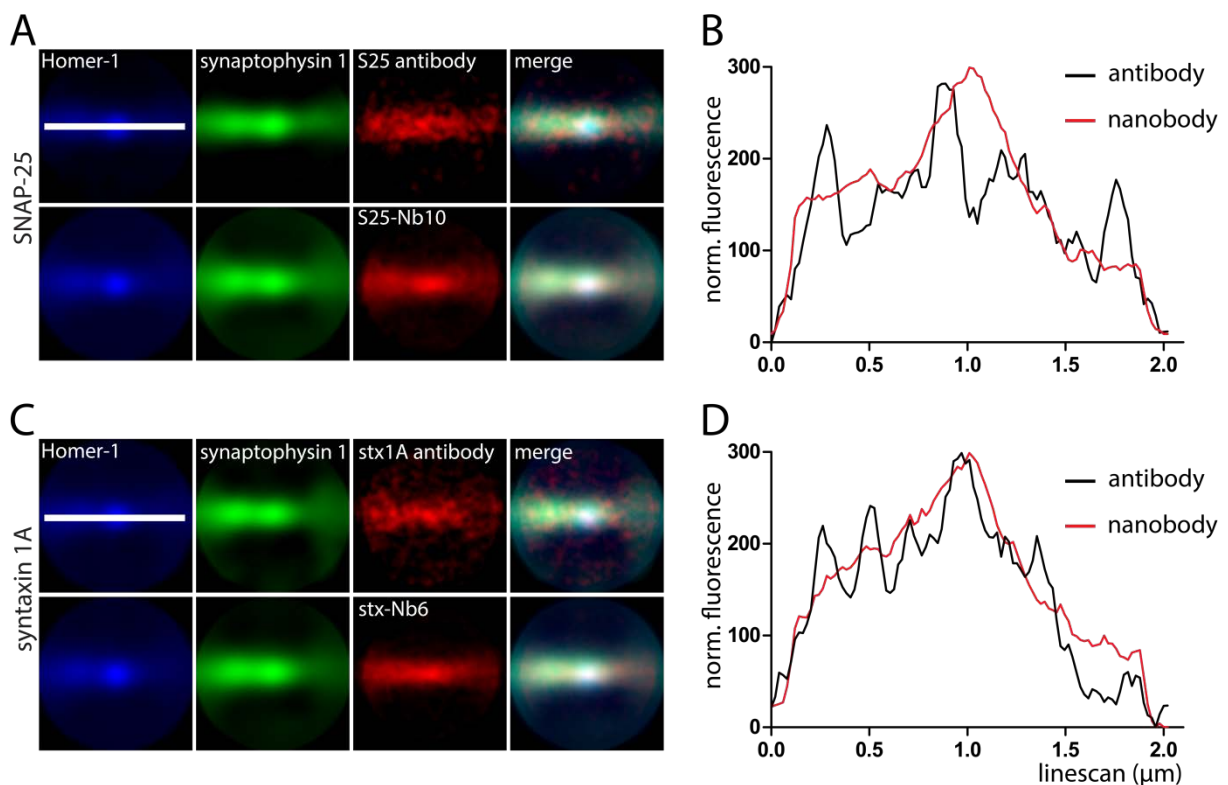 A
Homer-1 synaptophysin 1 S25 antibody merge
SNAP-25
S25-Nb10
B
antibody
nanobody
norm. fluorescence
300
200
100
0
0.0 0.5 1.0 1.5 2.0
C
Homer-1 synaptophysin 1 stx1A antibody merge
syntaxin 1A
stx-Nb6
D
antibody
nanobody
norm. fluorescence
300
200
100
0
0.0 0.5 1.0 1.5 2.0
linescan (μm)